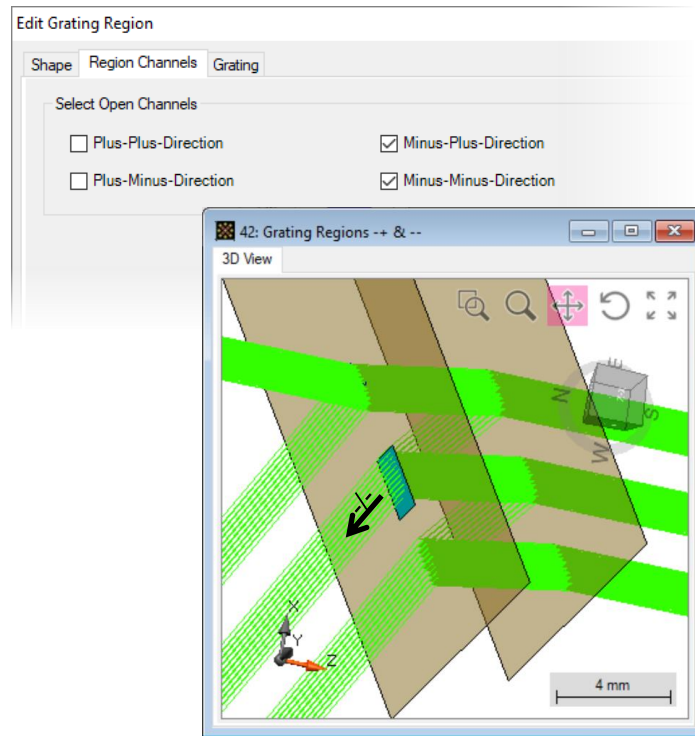 Edit Grating Region
Shape Region Channels Grating
Select Open Channels
Plus-Plus-Direction Minus-Plus-Direction
Plus-Minus-Direction Minus-Minus-Direction
42: Grating Regions -+ & --
3D View
E
N
S
W
-/-
X
Y
Z
4 mm